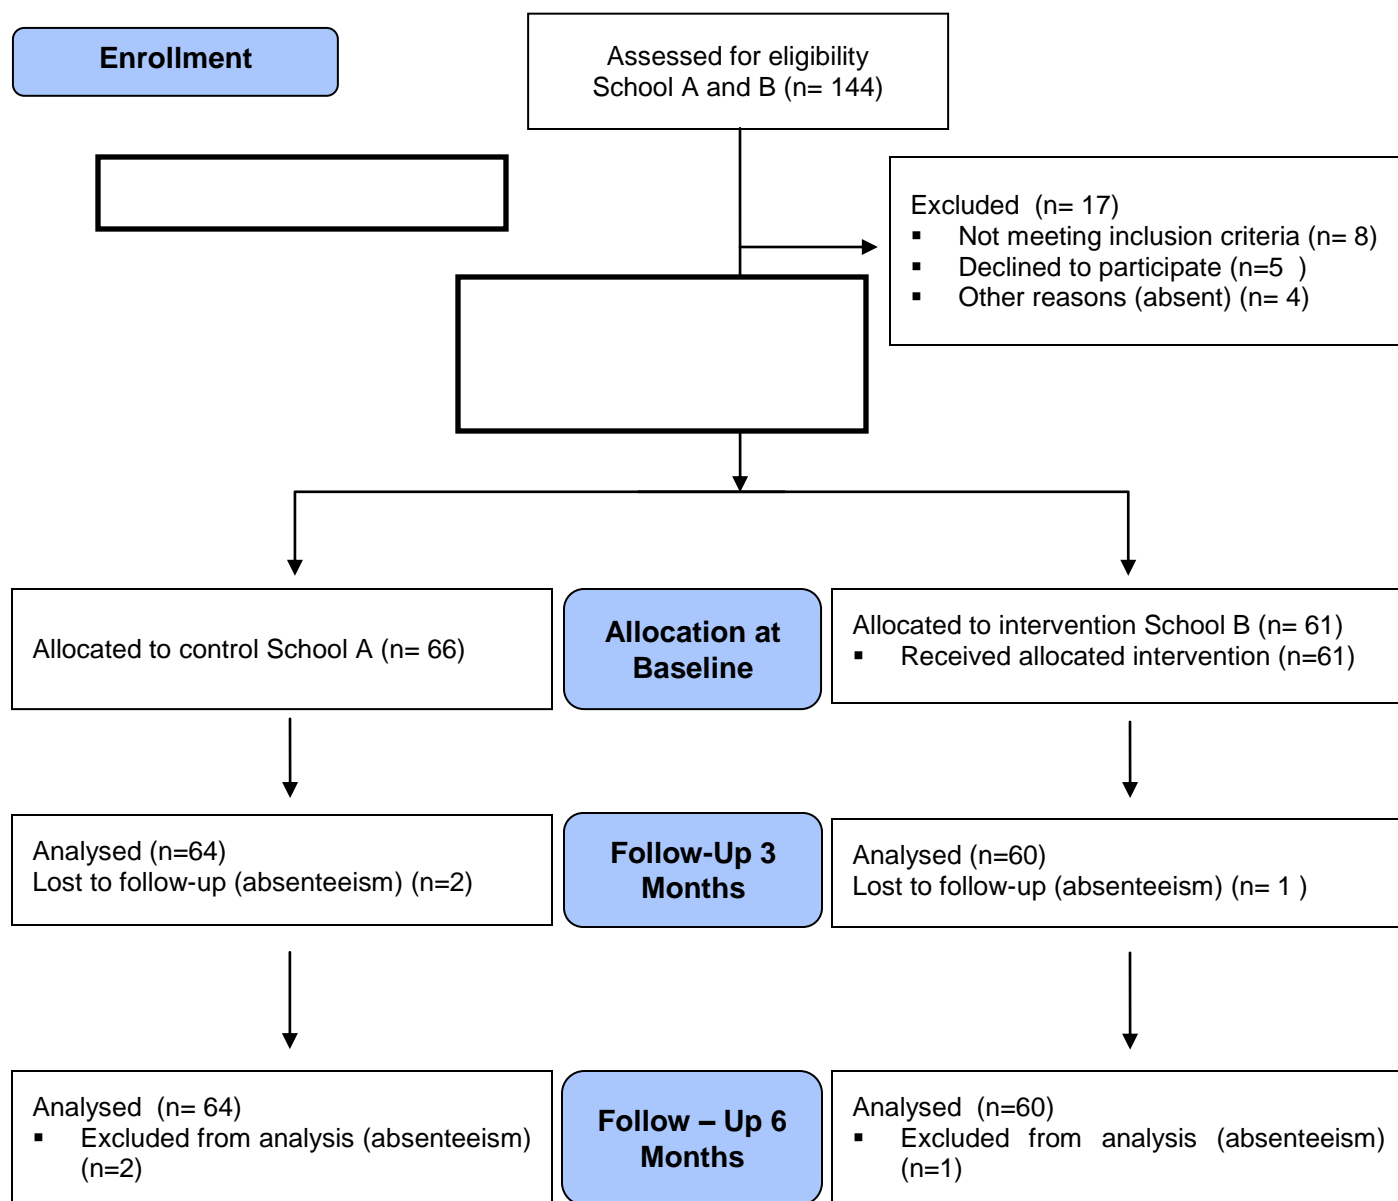 Enrollment
Assessed for eligibility
School A and B (n= 144)
Excluded  (n= 17)
▪ Not meeting inclusion criteria (n= 8)
▪ Declined to participate (n=5  )
▪ Other reasons (absent) (n= 4)
Allocated to control School A (n= 66)
Allocation at
Baseline
Allocated to intervention School B (n= 61)
▪ Received allocated intervention (n=61)
Analysed (n=64)
Lost to follow-up (absenteeism) (n=2)
Follow-Up 3
Months
Analysed (n=60)
Lost to follow-up (absenteeism) (n= 1 )
Analysed  (n= 64)
▪ Excluded from analysis (absenteeism)
(n=2)
Follow – Up 6
Months
Analysed  (n=60)
▪ Excluded from analysis (absenteeism)
(n=1)